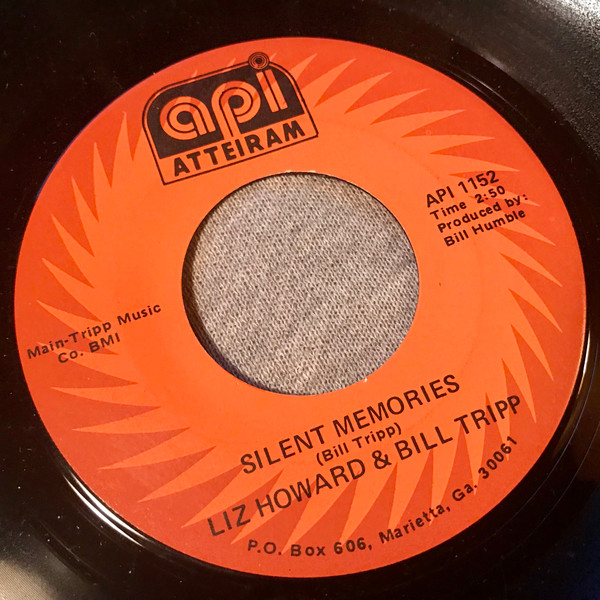 api
ATTEIRAM
API 1152
Time 2:50
Produced by:
Bill Humble
Main-Tripp Music
Co. BMI
SILENT MEMORIES
(Bill Tripp)
LIZ HOWARD & BILL TRIPP
P.O. Box 606, Marietta, Ga. 30061